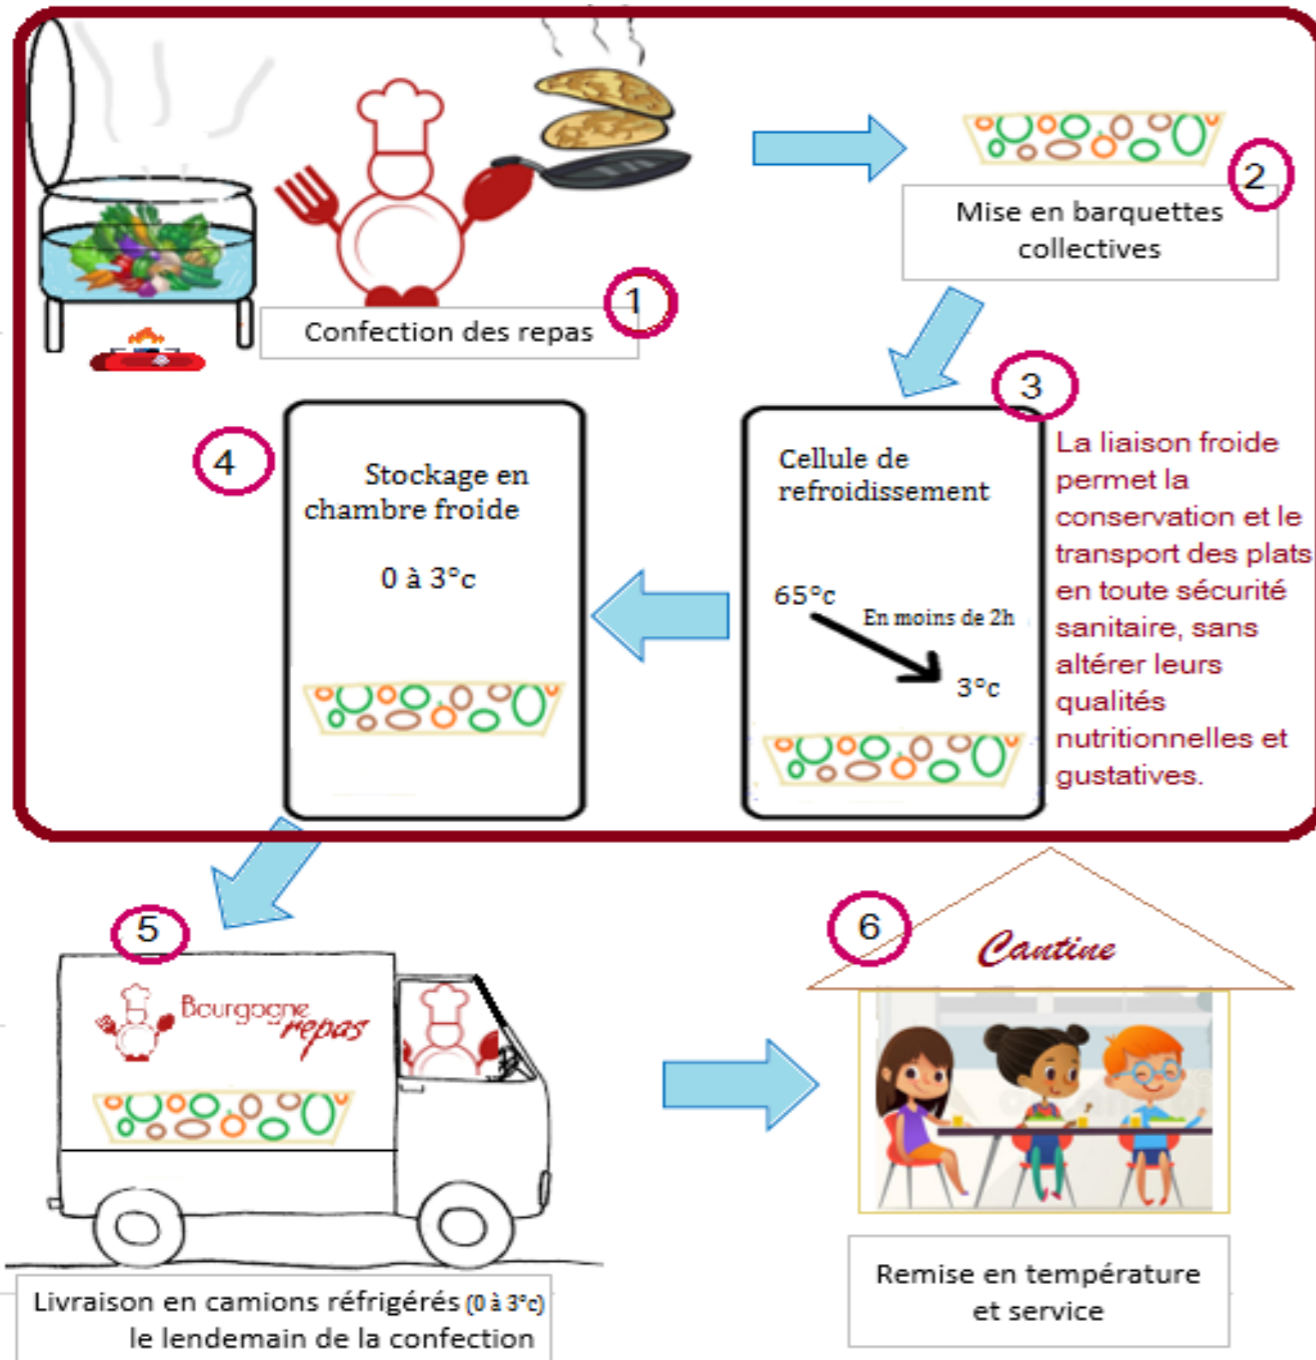 1
Confection des repas
2
Mise en barquettes
collectives
3
Cellule de
refroidissement
65°c
En moins de 2h
3°c
La liaison froide
permet la
conservation et le
transport des plats
en toute sécurité
sanitaire, sans
altérer leurs
qualités
nutritionnelles et
gustatives.
4
Stockage en
chambre froide
0 à 3°c
5
Bourgogne
repas
Livraison en camions réfrigérés (0 à 3°c)
le lendemain de la confection
6
Cantine
Remise en température
et service